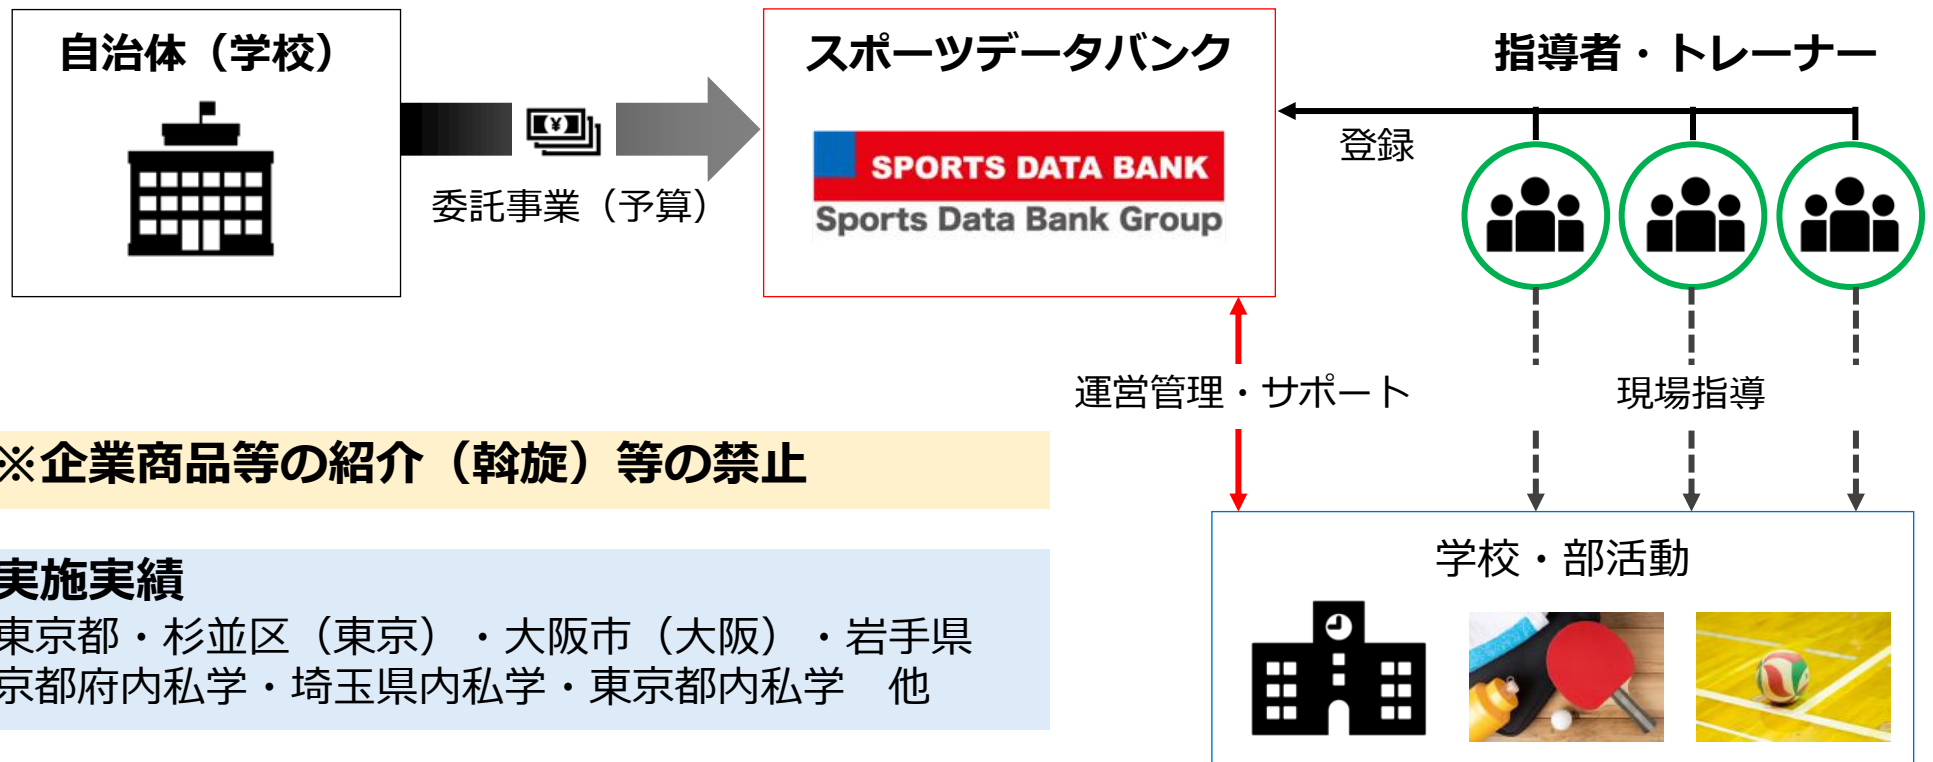 自治体（学校）
スポーツデータバンク
指導者・トレーナー
¥
委託事業（予算）
SPORTS DATA BANK
Sports Data Bank Group
登録
運営管理・サポート
現場指導
※企業商品等の紹介（斡旋）等の禁止
実施実績
東京都・杉並区（東京）・大阪市（大阪）・岩手県
京都府内私学・埼玉県内私学・東京都内私学　他
学校・部活動